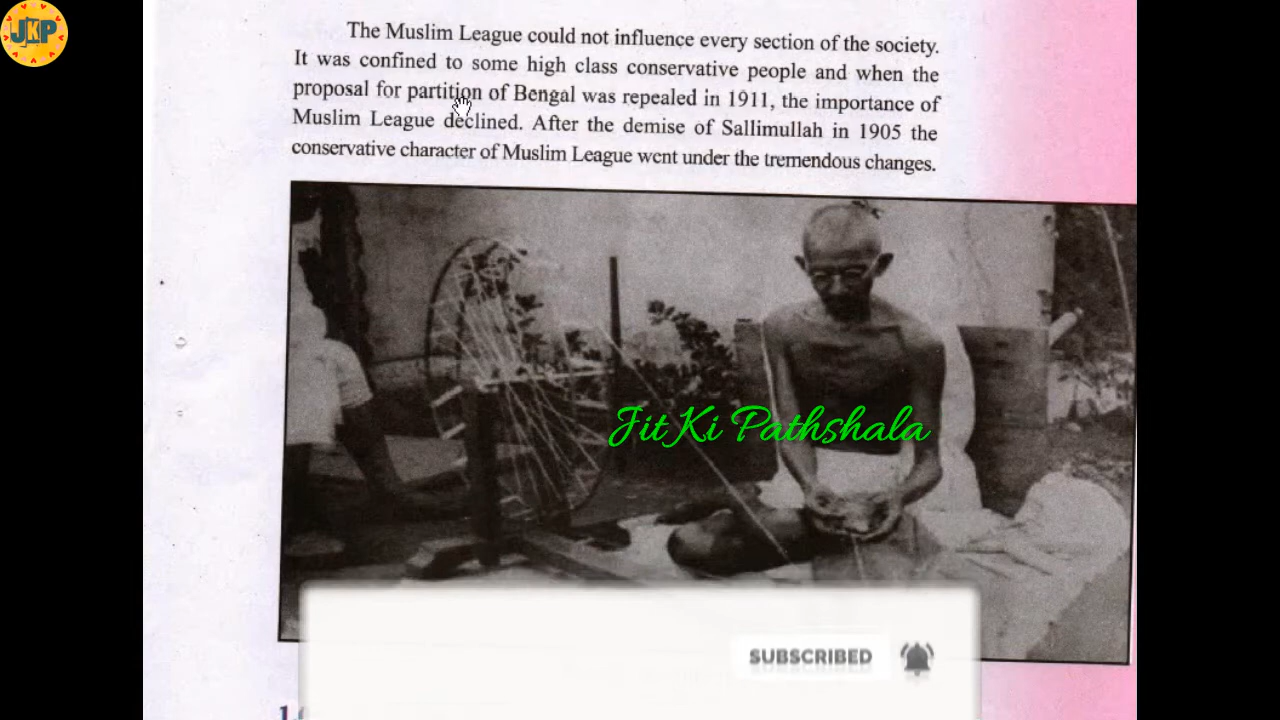 JKP
The Muslim League could not influence every section of the society.
It was confined to some high class conservative people and when the
proposal for partition of Bengal was repealed in 1911, the importance of
Muslim League declined. After the demise of Sallimullah in 1905 the
conservative character of Muslim League went under the tremendous changes.
Jit Ki Pathshala
SUBSCRIBED